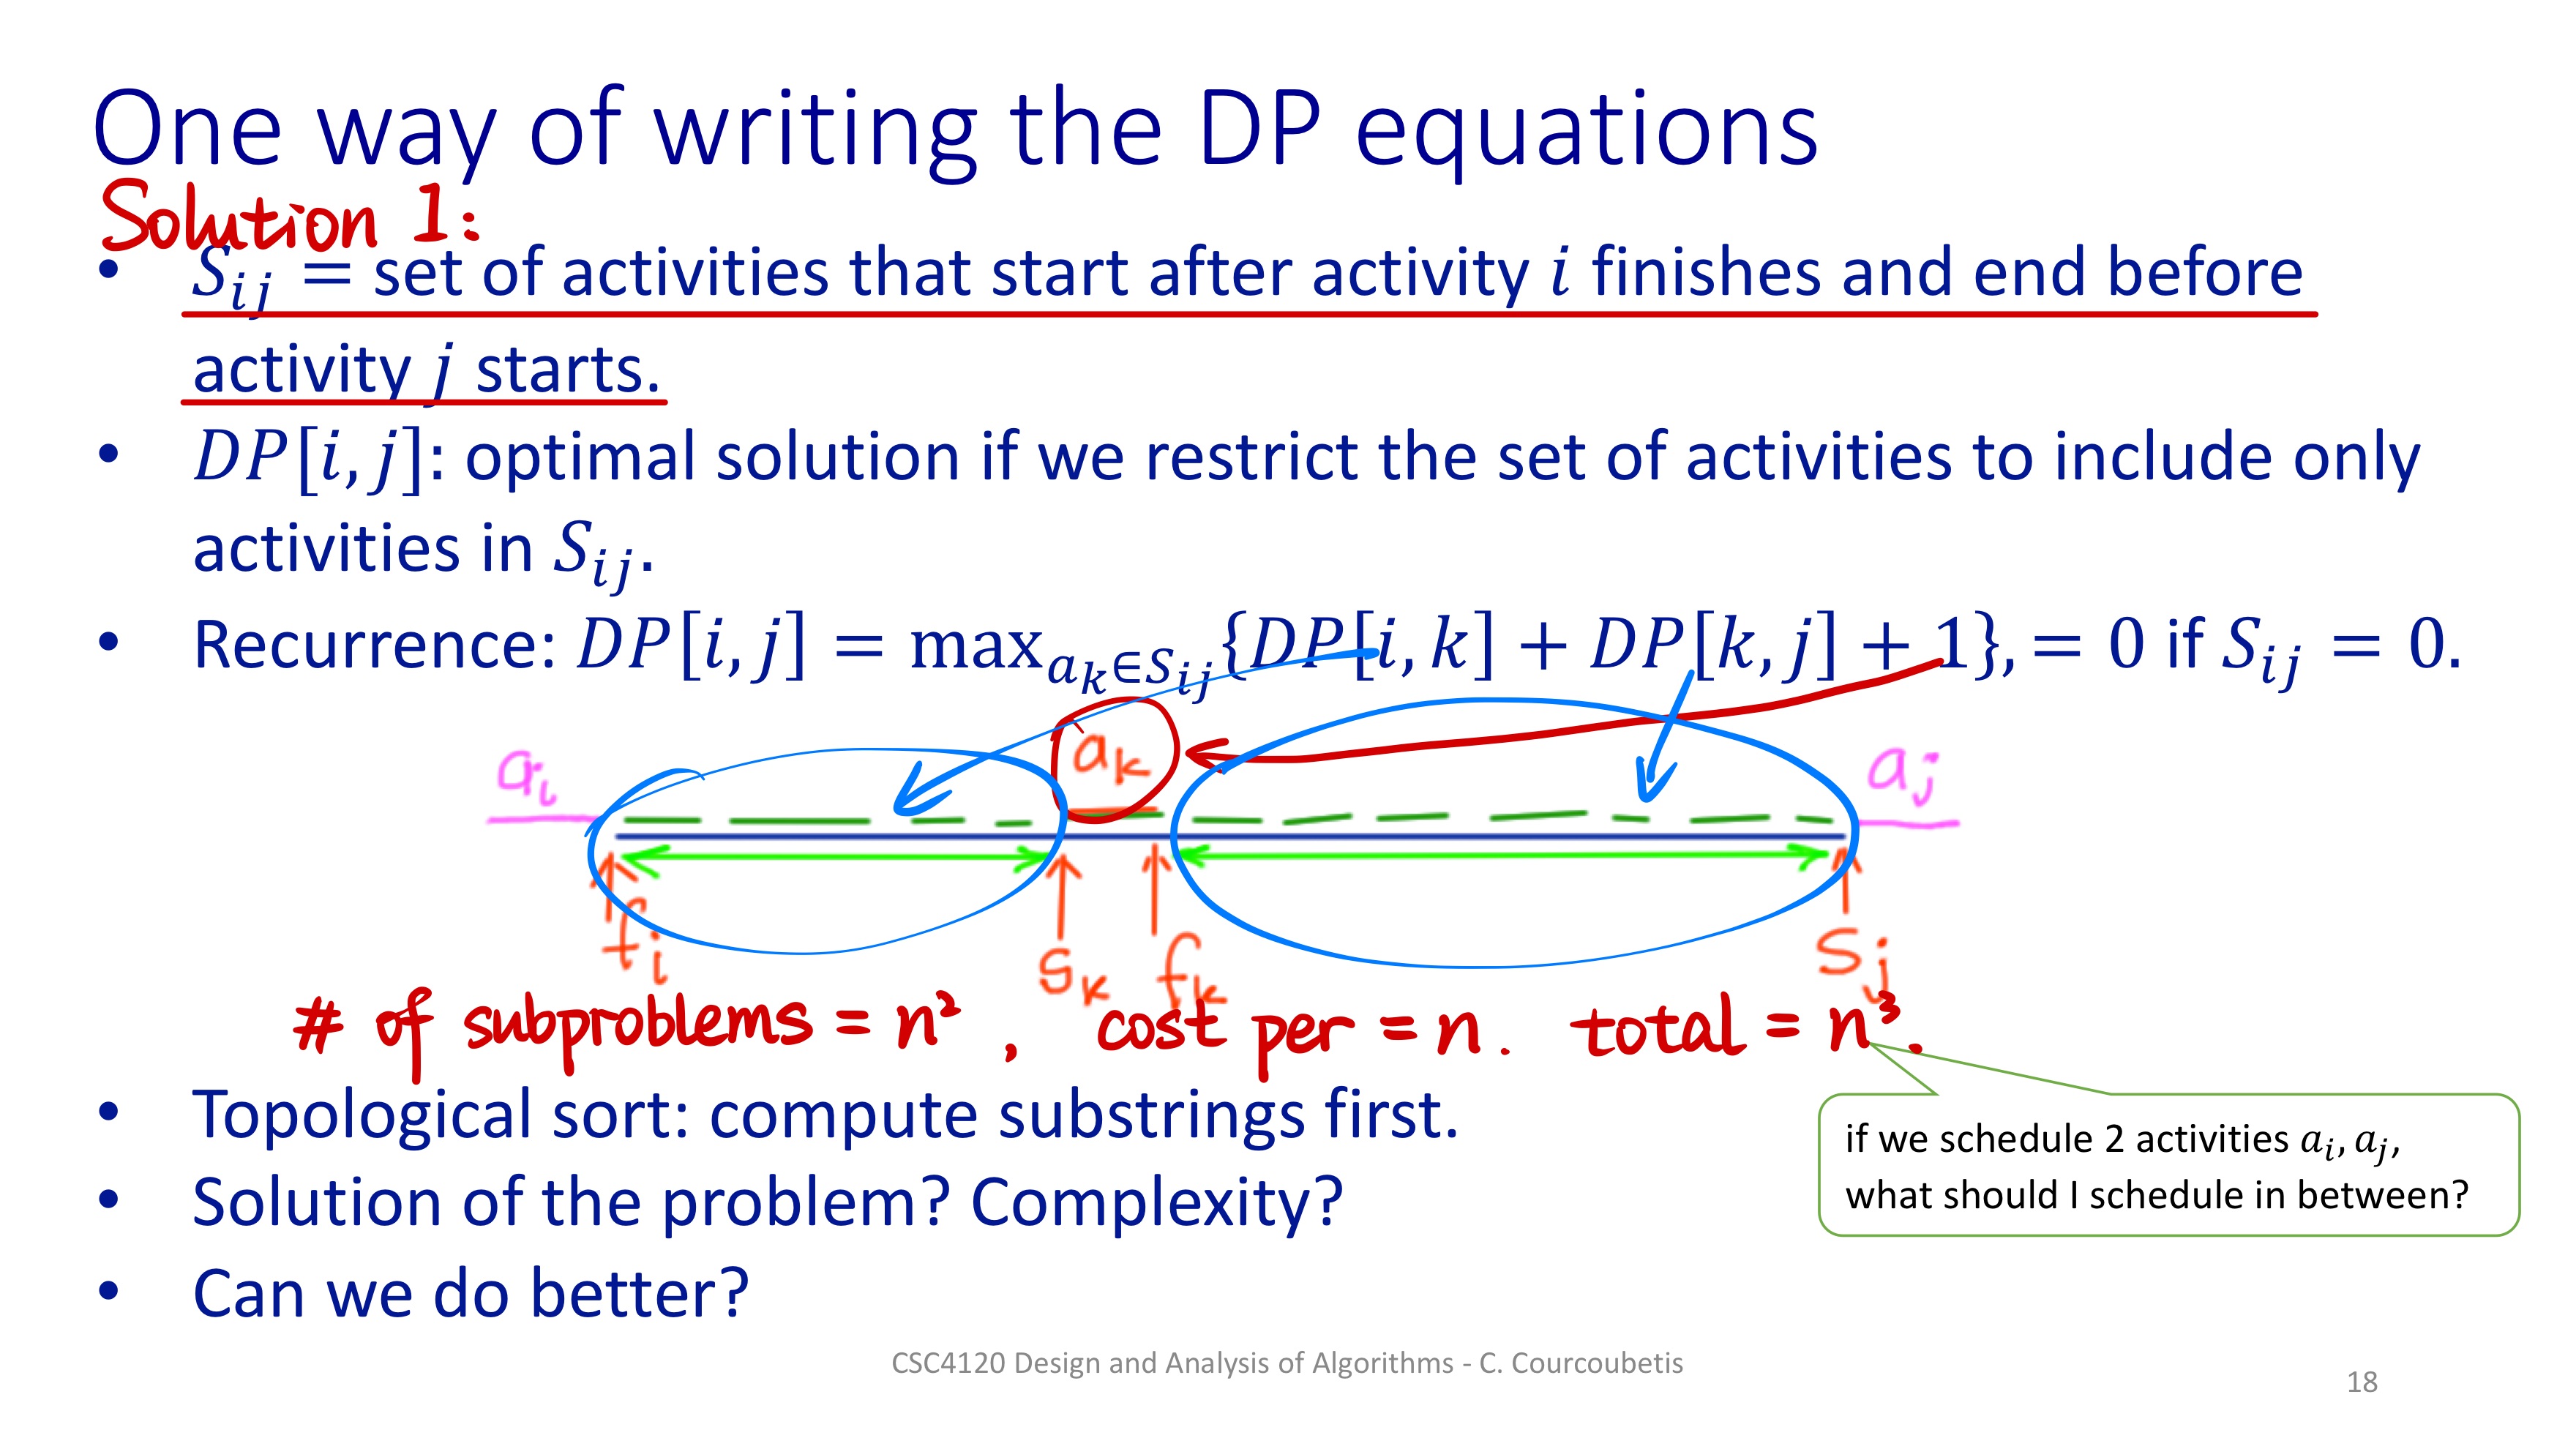 One way of writing the DP equations
Solution 1:
• S_{ij} = set of activities that start after activity i finishes and end before
activity j starts.
• DP[i, j]: optimal solution if we restrict the set of activities to include only
activities in S_{ij}.
• Recurrence: DP[i, j] = max_{a_k∈S_{ij}}{DP[i, k] + DP[k, j] + 1}, = 0 if S_{ij} = 0.
a_i a_k a_j
f_i s_k f_k s_j
# of subproblems = n², cost per = n. total = n³.
• Topological sort: compute substrings first.
if we schedule 2 activities a_i, a_j,
what should I schedule in between?
• Solution of the problem? Complexity?
• Can we do better?
CSC4120 Design and Analysis of Algorithms - C. Courcoubetis
18